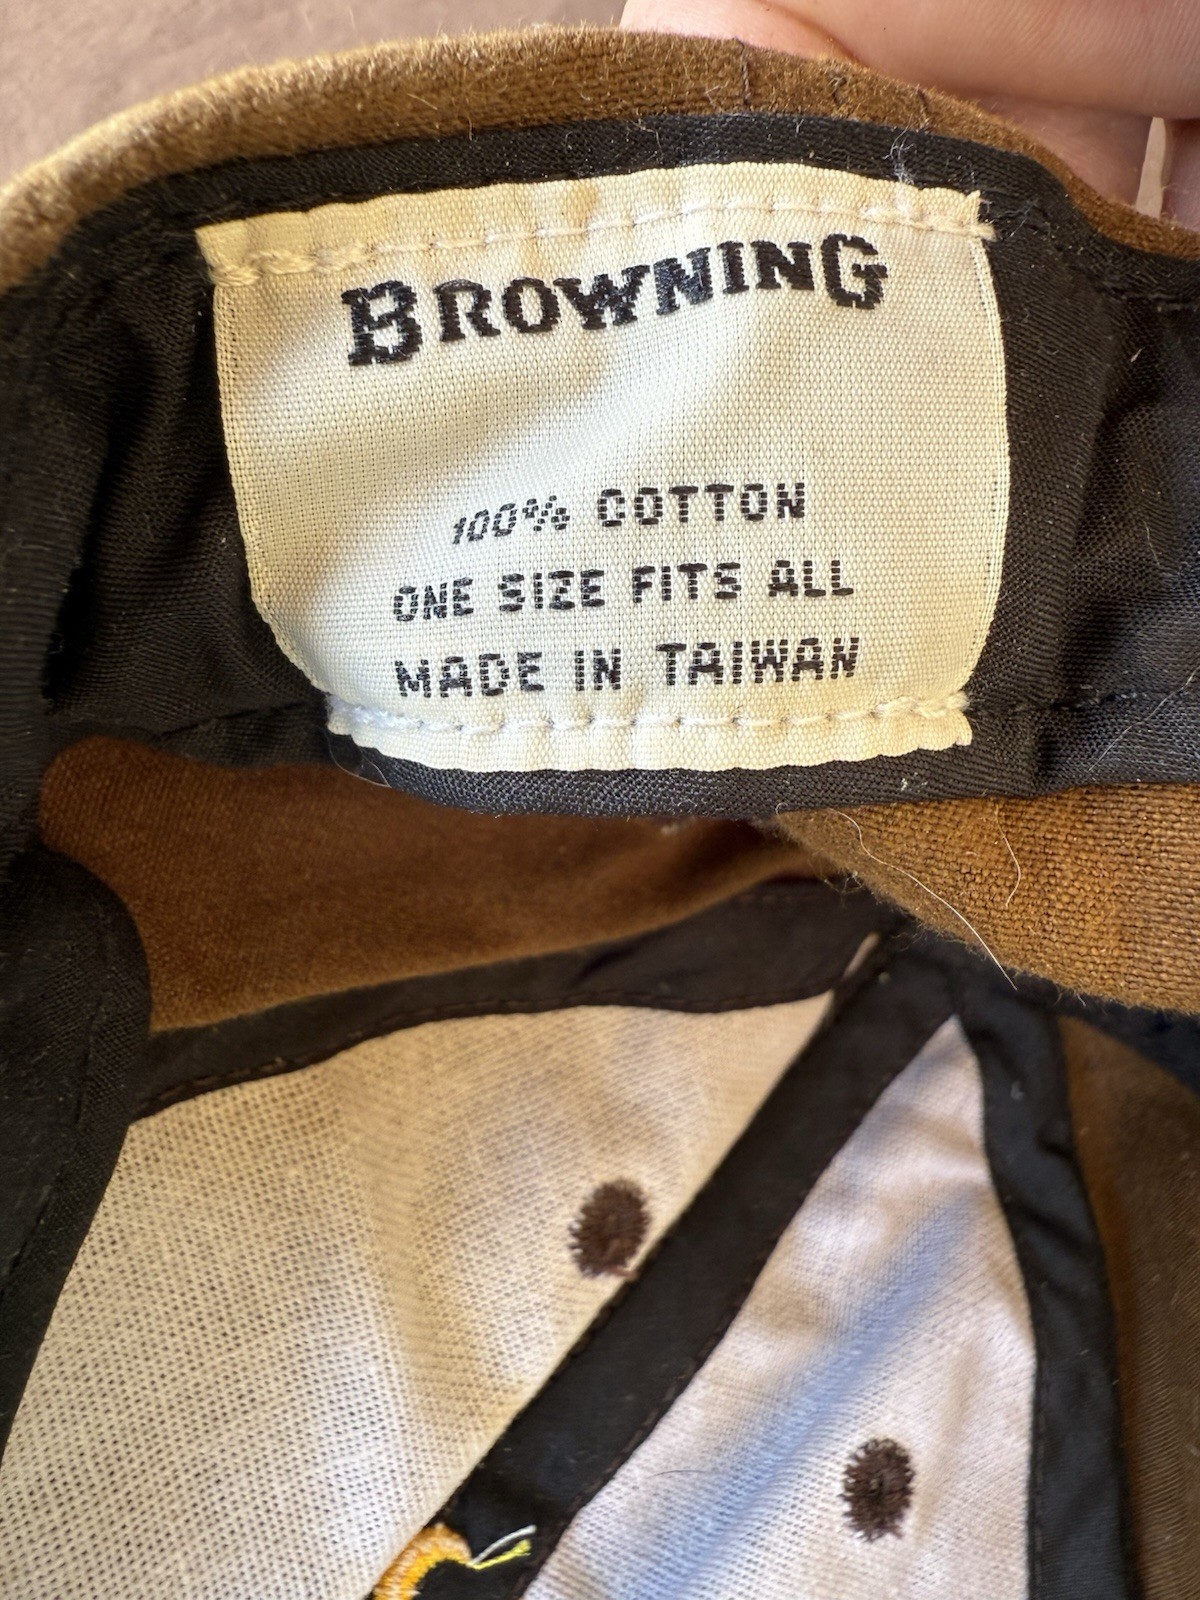 BROWNING
100% COTTON
ONE SIZE FITS ALL
MADE IN TAIWAN